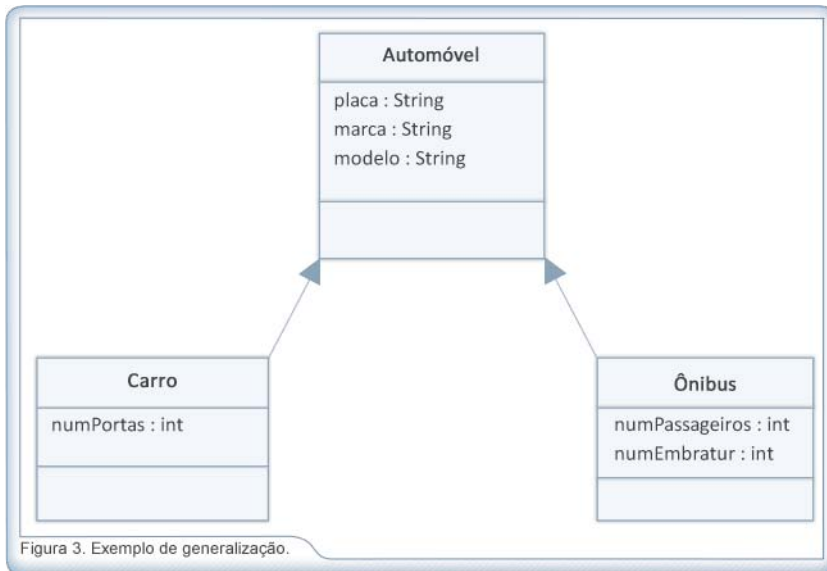 Automóvel
placa : String
marca : String
modelo : String
Carro
numPortas : int
Ônibus
numPassageiros : int
numEmbratur : int
Figura 3. Exemplo de generalização.